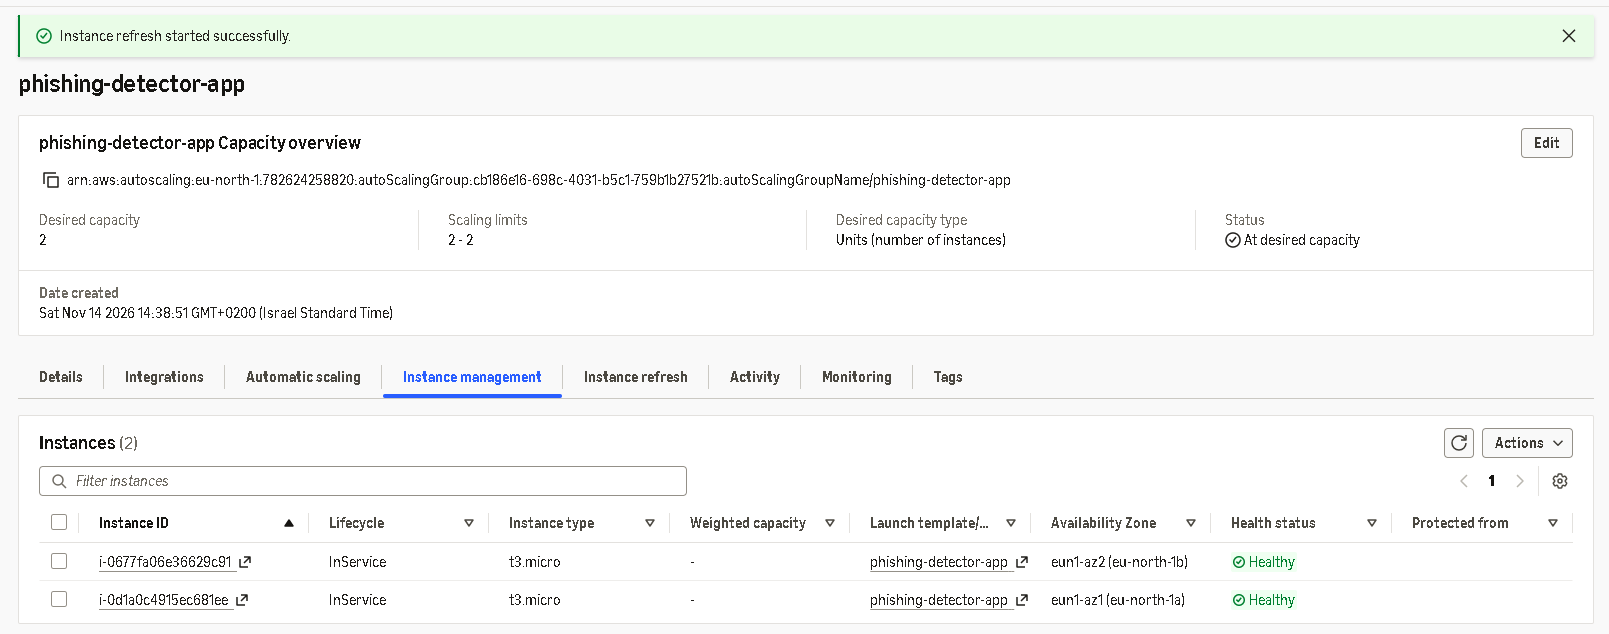 Instance refresh started successfully.
phishing-detector-app
phishing-detector-app Capacity overview
Edit
arn:aws:autoscaling:eu-north-1:782624258820:autoScalingGroup:cb186e16-698c-4031-b5c1-759b1b27521b:autoScalingGroupName/phishing-detector-app
Desired capacity Scaling limits Desired capacity type Status
2 2 - 2 Units (number of instances) At desired capacity
Date created
Sat Nov 14 2026 14:38:51 GMT+0200 (Israel Standard Time)
Details Integrations Automatic scaling Instance management Instance refresh Activity Monitoring Tags
Instances (2) Actions
Filter instances 1
Instance ID Lifecycle Instance type Weighted capacity Launch template/... Availability Zone Health status Protected from
i-0677fa06e36629c91 InService t3.micro - phishing-detector-app eun1-az2 (eu-north-1b) Healthy
i-0d1a0c4915ec681ee InService t3.micro - phishing-detector-app eun1-az1 (eu-north-1a) Healthy